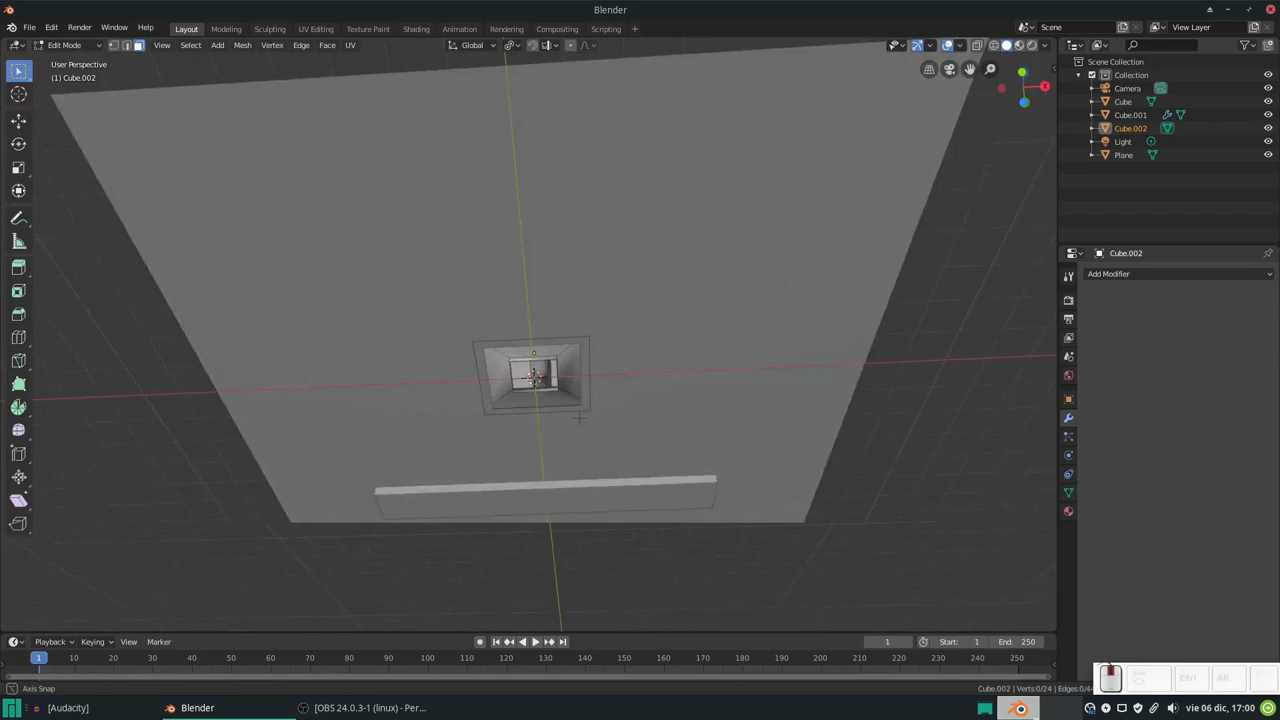 Blender
File Edit Render Window Help
Layout Modeling Sculpting UV Editing Texture Paint Shading Animation Rendering Compositing Scripting +
Scene
View Layer
Edit Mode View Select Add Mesh Vertex Edge Face UV
Global
User Perspective
(1) Cube.002
Scene Collection
Collection
Camera
Cube
Cube.001
Cube.002
Light
Plane
Cube.002
Add Modifier
Playback Keying View Marker
1 Start: 1 End: 250
1 10 20 30 40 50 60 70 80 90 100 110 120 130 140 150 160 170 180 190 200 210 220 230 240 250
Axis Snap
Cube.002 | Verts:0/24 | Edges:0/4
Ctrl Alt
[Audacity]
Blender
[OBS 24.0.3-1 (linux) - Per...
vie 06 dic, 17:00